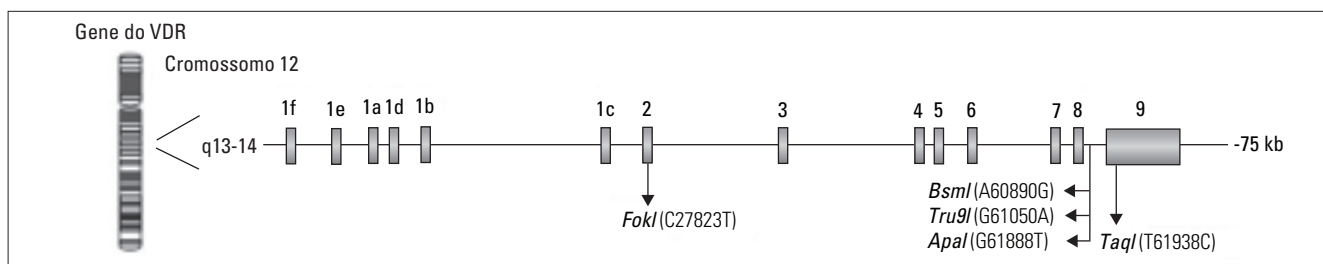 Gene do VDR
Cromossomo 12
1f 1e 1a 1d 1b 1c 2 3 4 5 6 7 8 9
q13-14 -75 kb
FokI (C27823T)
BsmI (A60890G)
Tru9I (G61050A)
ApaI (G61888T)
TaqI (T61938C)